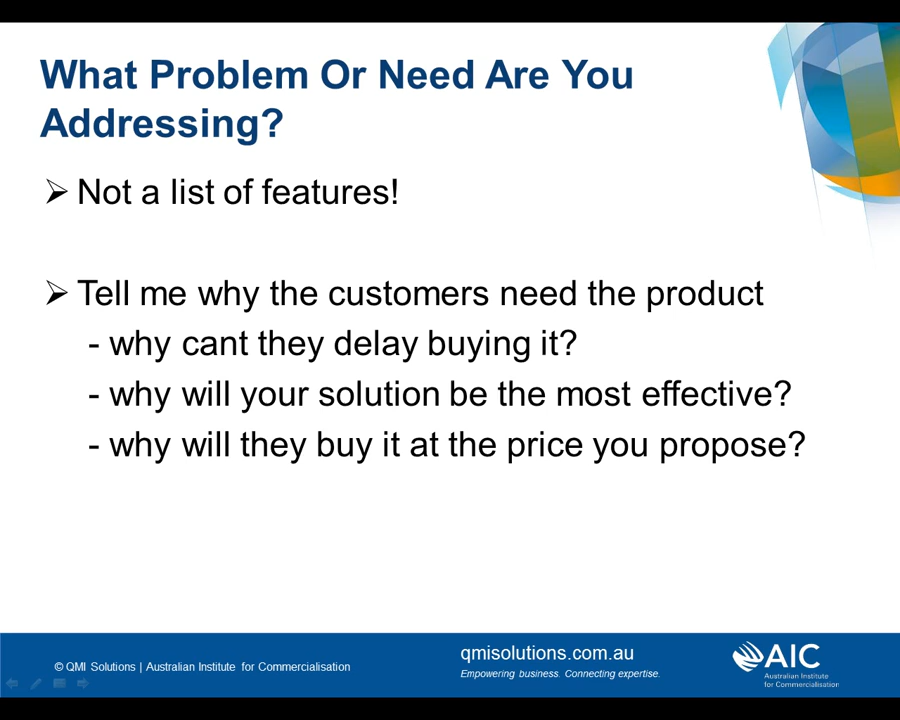 What Problem Or Need Are You
Addressing?
➢ Not a list of features!
➢ Tell me why the customers need the product
- why cant they delay buying it?
- why will your solution be the most effective?
- why will they buy it at the price you propose?
© QMI Solutions | Australian Institute for Commercialisation
qmisolutions.com.au
Empowering business. Connecting expertise.
AIC
Australian Institute
for Commercialisation